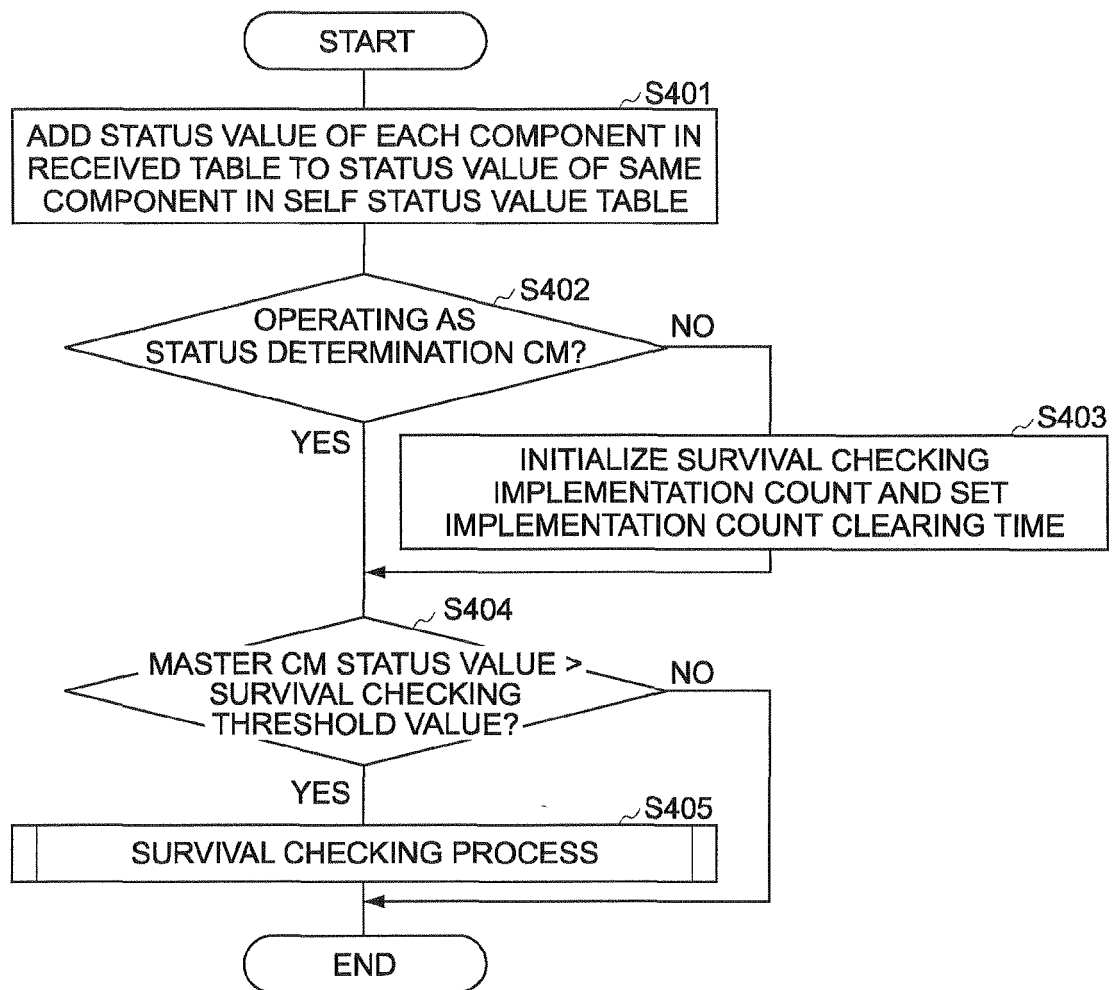 START
S401
ADD STATUS VALUE OF EACH COMPONENT IN
RECEIVED TABLE TO STATUS VALUE OF SAME
COMPONENT IN SELF STATUS VALUE TABLE
S402
OPERATING AS
STATUS DETERMINATION CM?
NO
YES
S403
INITIALIZE SURVIVAL CHECKING
IMPLEMENTATION COUNT AND SET
IMPLEMENTATION COUNT CLEARING TIME
S404
MASTER CM STATUS VALUE >
SURVIVAL CHECKING
THRESHOLD VALUE?
NO
YES
S405
SURVIVAL CHECKING PROCESS
END